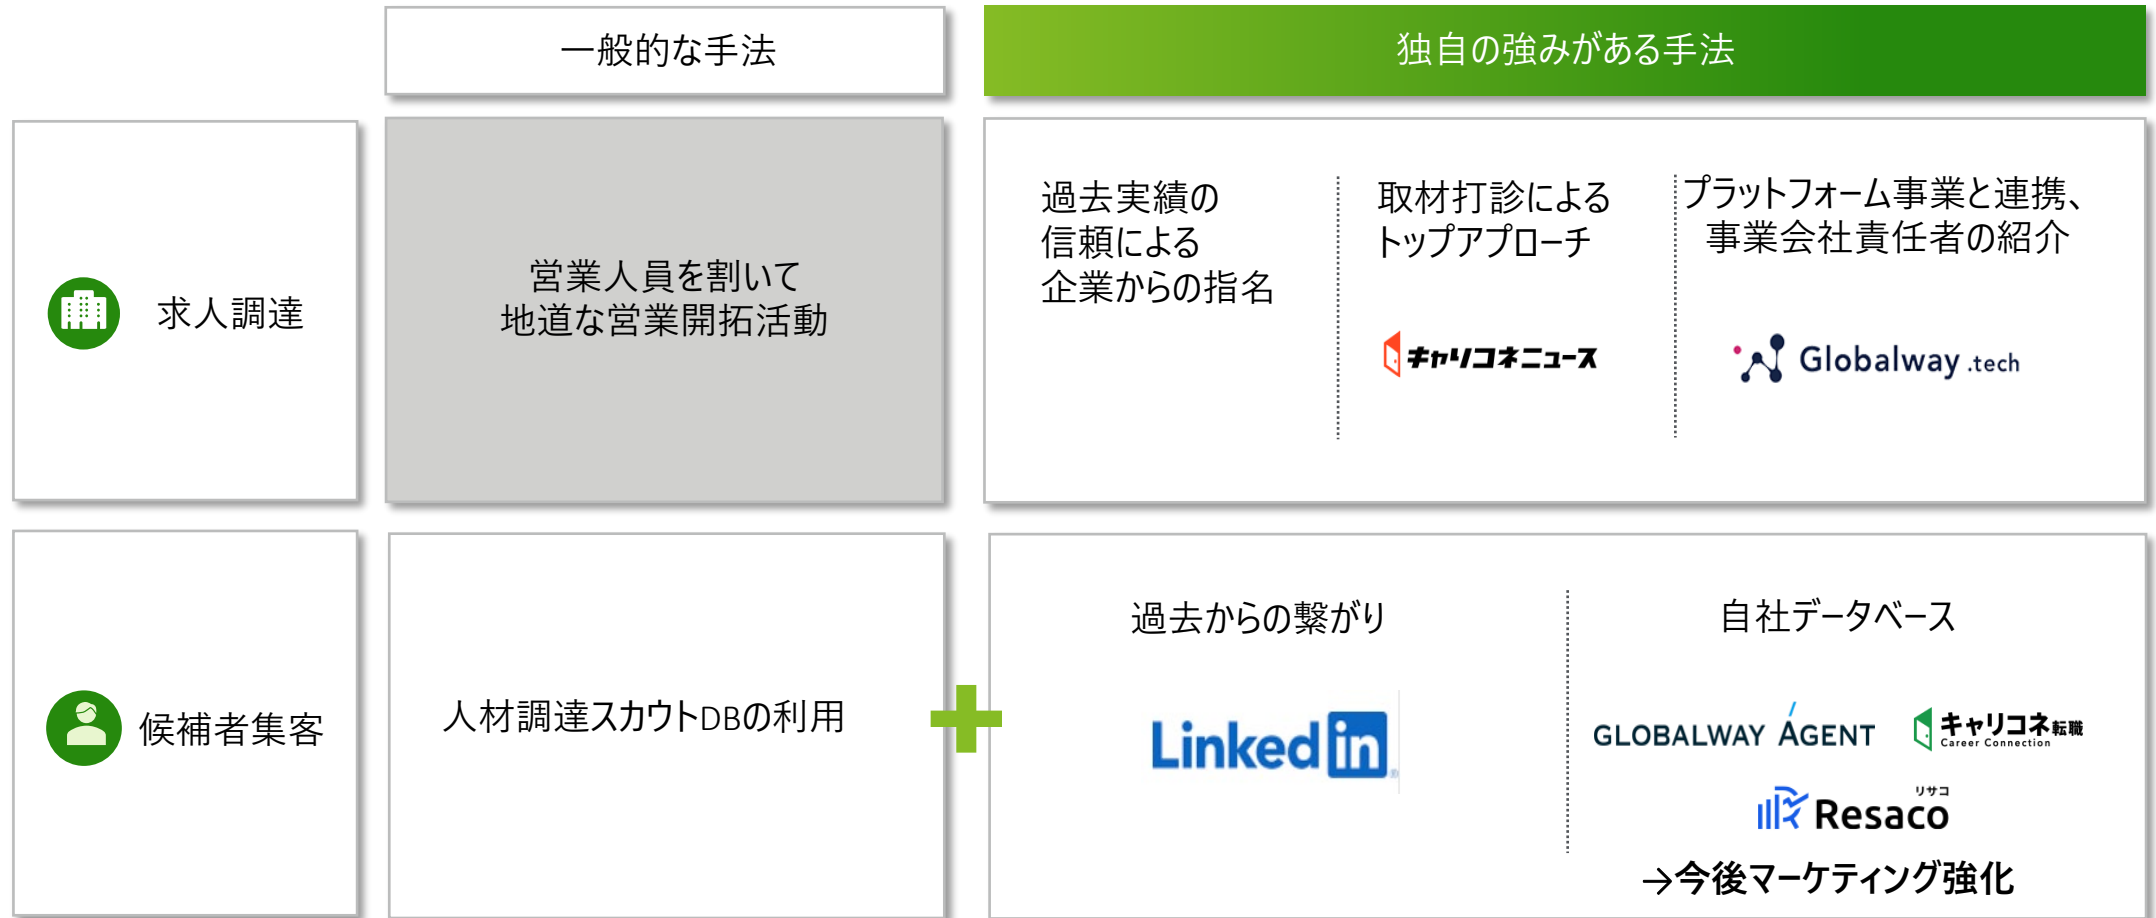 一般的な手法
独自の強みがある手法
求人調達
営業人員を割いて
地道な営業開拓活動
過去実績の
信頼による
企業からの指名
取材打診による
トップアプローチ
キャリコネニュース
プラットフォーム事業と連携、
事業会社責任者の紹介
Globalway.tech
候補者集客
人材調達スカウトDBの利用
過去からの繋がり
Linked in
自社データベース
GLOBALWAY AGENT
キャリコネ転職
Career Connection
リサコ
Resaco
→今後マーケティング強化